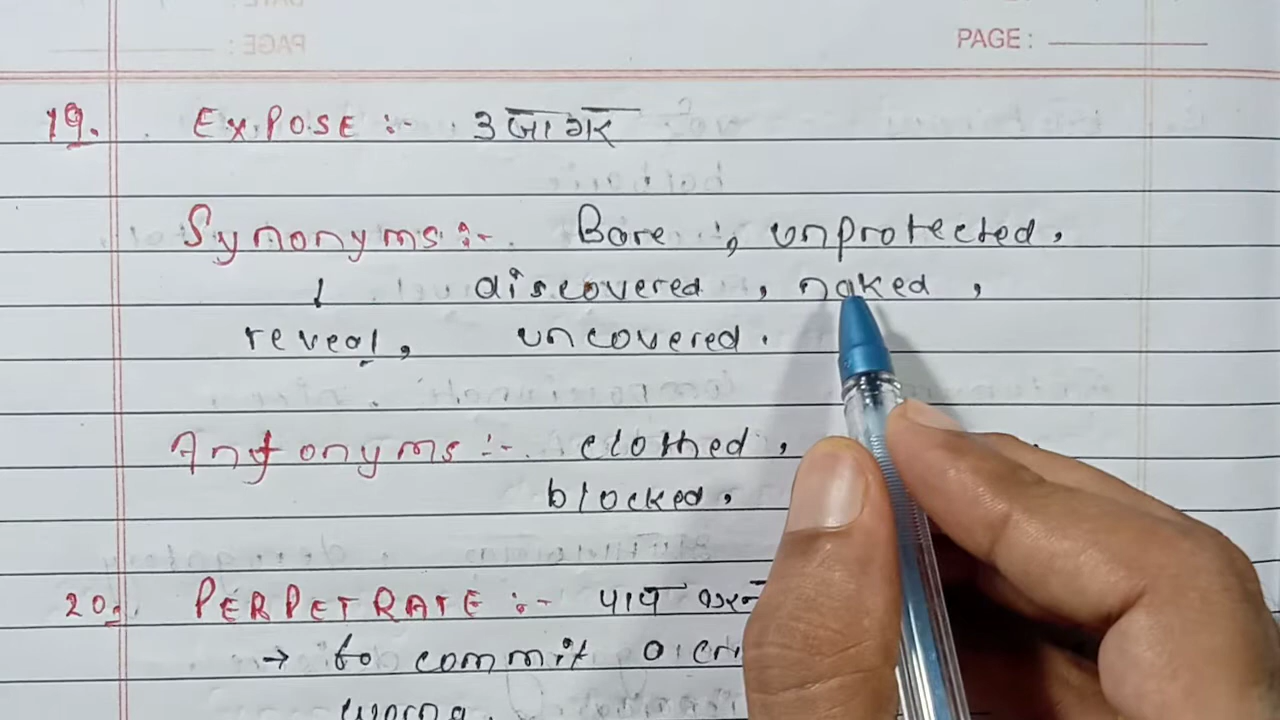 PAGE :
19. EXPOSE :- उजागर
Synonyms :- Bare , unprotected,
↓ discovered , naked ,
reveal, uncovered.
Antonyms :- clothed ,
blocked,
20. PERPETRATE :- पाप
→ to commit a
wrong.